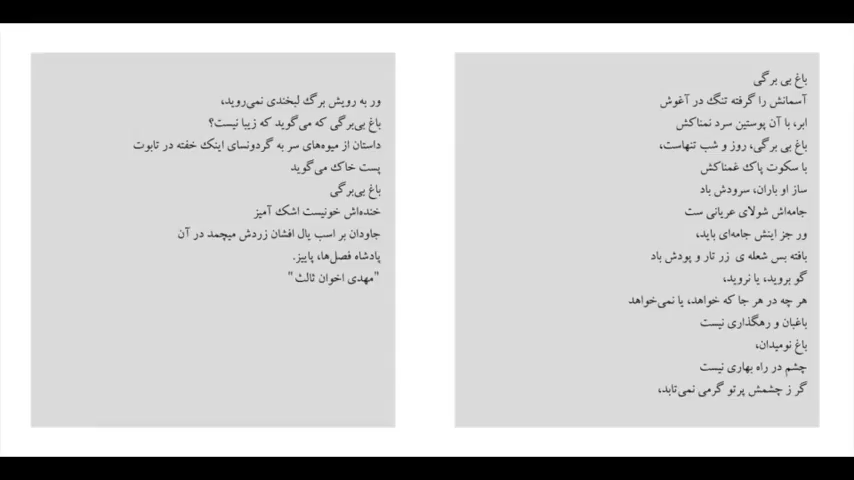 باغ بی برگی
آسمانش را گرفته تنگ در آغوش
ابر، با آن پوستین سرد نمناکش
باغ بی برگی، روز و شب تنهاست،
با سکوت پاک غمناکش
ساز او باران، سرودش باد
جامه‌اش شولای عریانی ست
ور جز اینش جامه‌ای باید،
بافته بس شعله ی زر تار و پودش باد
گو بروید، یا نروید،
هر چه در هر جا که خواهد، یا نمی‌خواهد
باغبان و رهگذاری نیست
باغ نومیدان،
چشم در راه بهاری نیست
گر ز چشمش پرتو گرمی نمی‌تابد،
ور به رویش برگ لبخندی نمی‌روید،
باغ بی‌برگی که می‌گوید که زیبا نیست؟
داستان از میوه‌های سر به گردونسای اینک خفته در تابوت
پست خاک می‌گوید
باغ بی‌برگی
خنده‌اش خونیست اشک آمیز
جاودان بر اسب یال افشان زردش میچمد در آن
پادشاه فصل‌ها، پاییز.
"مهدی اخوان ثالث"